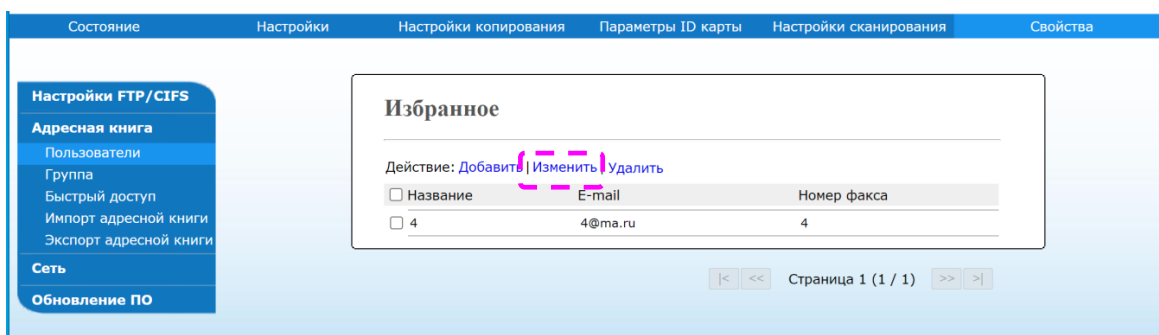 Состояние Настройки Настройки копирования Параметры ID карты Настройки сканирования Свойства
Настройки FTP/CIFS
Адресная книга
Пользователи
Группа
Быстрый доступ
Импорт адресной книги
Экспорт адресной книги
Сеть
Обновление ПО
Избранное
Действие: Добавить | Изменить | Удалить
Название E-mail Номер факса
4 4@ma.ru 4
|< << Страница 1 (1 / 1) >> >|